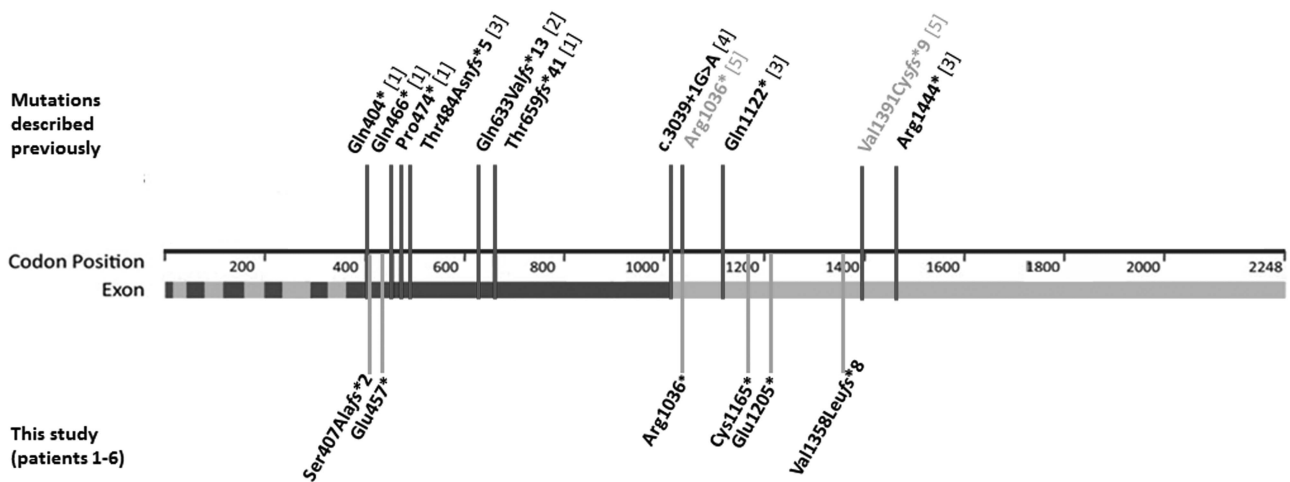 Mutations
described
previously
Gln404* [1]
Gln466* [1]
Pro474* [1]
Thr484Asnfs*5 [3]
Gln633Valfs*13 [2]
Thr659fs*41 [1]
c.3039+1G>A [4]
Arg1036* [5]
Gln1122* [3]
Val1391Cysfs*9 [5]
Arg1444* [3]
Codon Position
200 400 600 800 1000 1200 1400 1600 1800 2000 2248
Exon
Ser407Alafs*2
Glu457*
Arg1036*
Cys1165*
Glu1205*
Val1358Leufs*8
This study
(patients 1-6)